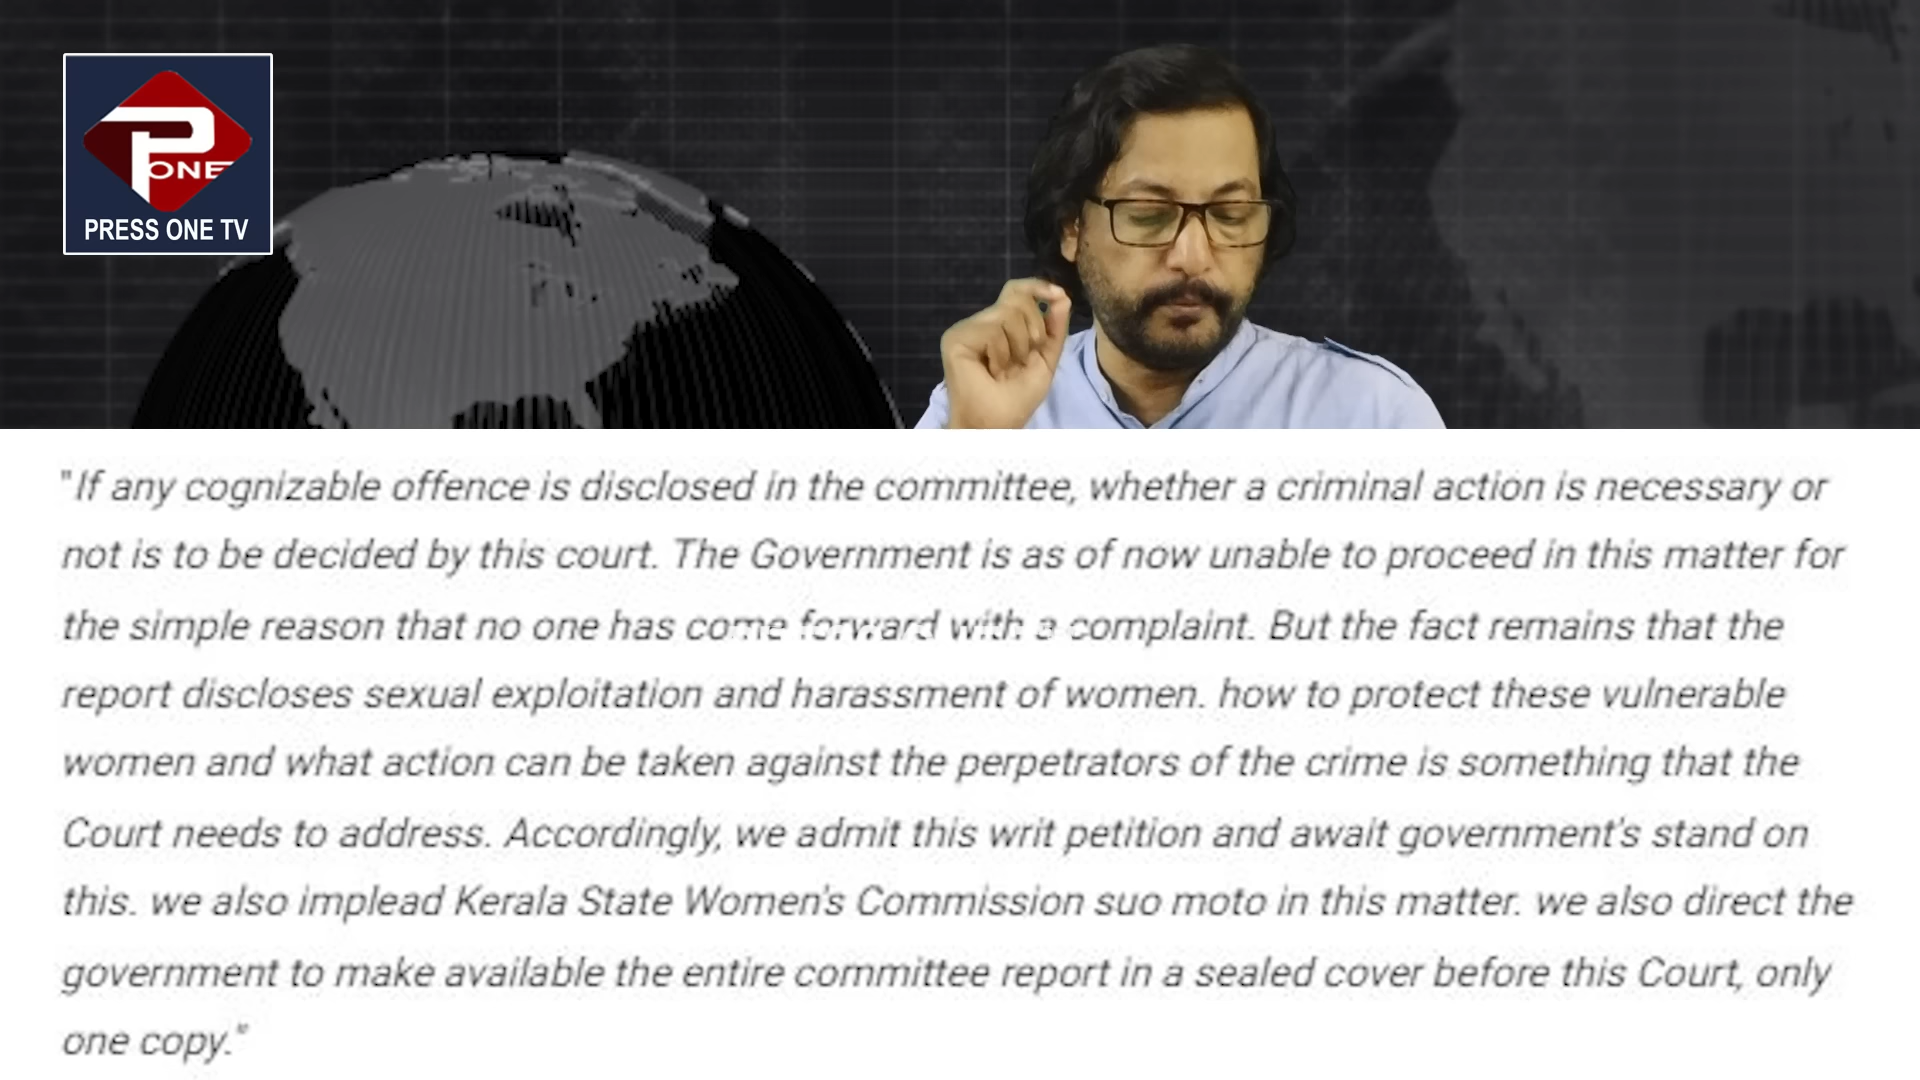 P
ONE
PRESS ONE TV
"If any cognizable offence is disclosed in the committee, whether a criminal action is necessary or
not is to be decided by this court. The Government is as of now unable to proceed in this matter for
the simple reason that no one has come forward with a complaint. But the fact remains that the
report discloses sexual exploitation and harassment of women. how to protect these vulnerable
women and what action can be taken against the perpetrators of the crime is something that the
Court needs to address. Accordingly, we admit this writ petition and await government's stand on
this. we also implead Kerala State Women's Commission suo moto in this matter. we also direct the
government to make available the entire committee report in a sealed cover before this Court, only
one copy."